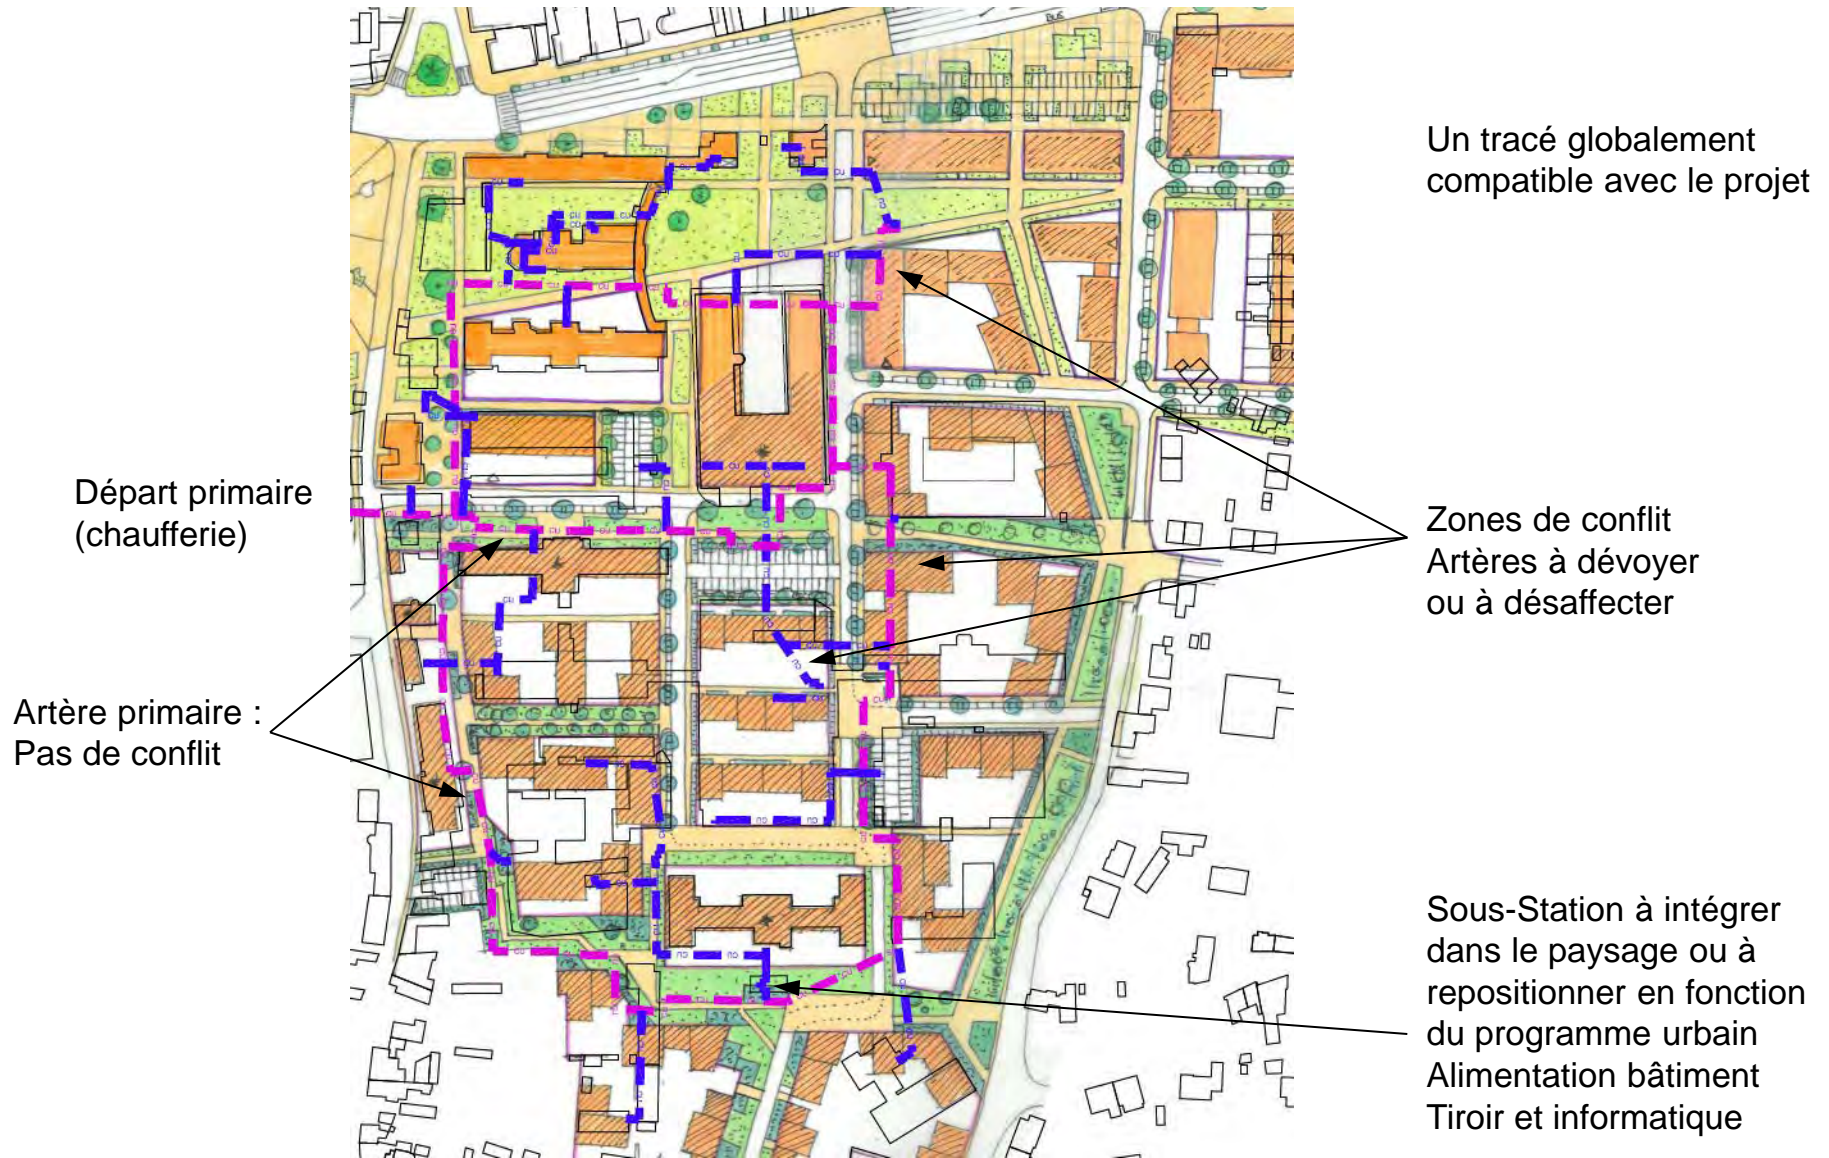 Bus
Un tracé globalement
compatible avec le projet
Départ primaire
(chaufferie)
Zones de conflit
Artères à dévoyer
ou à désaffecter
Artère primaire :
Pas de conflit
Sous-Station à intégrer
dans le paysage ou à
repositionner en fonction
du programme urbain
Alimentation bâtiment
Tiroir et informatique